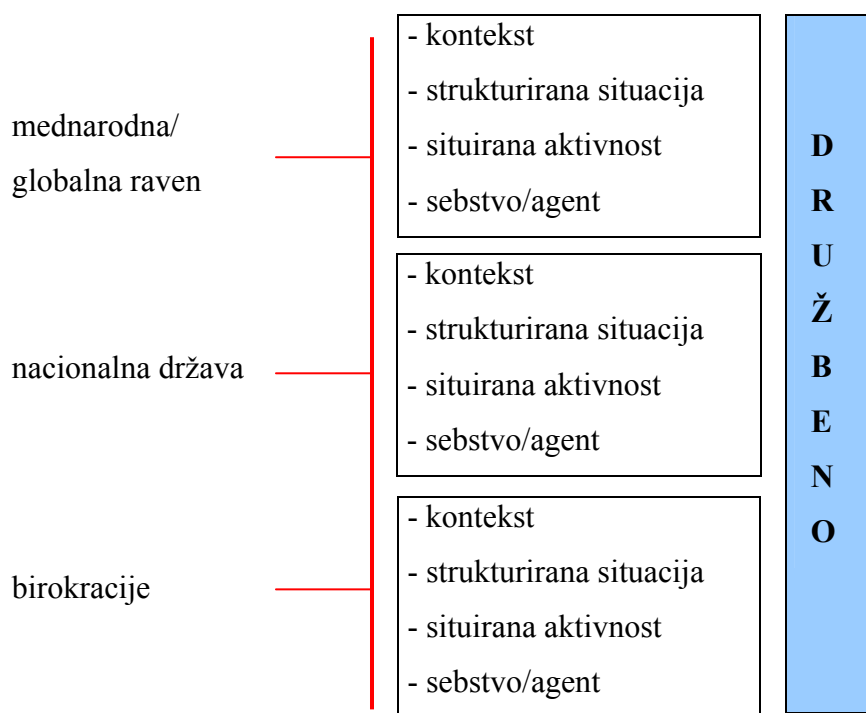 mednarodna/
globalna raven
- kontekst
- strukturirana situacija
- situirana aktivnost
- sebstvo/agent
nacionalna država
- kontekst
- strukturirana situacija
- situirana aktivnost
- sebstvo/agent
birokracije
- kontekst
- strukturirana situacija
- situirana aktivnost
- sebstvo/agent
D
R
U
Ž
B
E
N
O